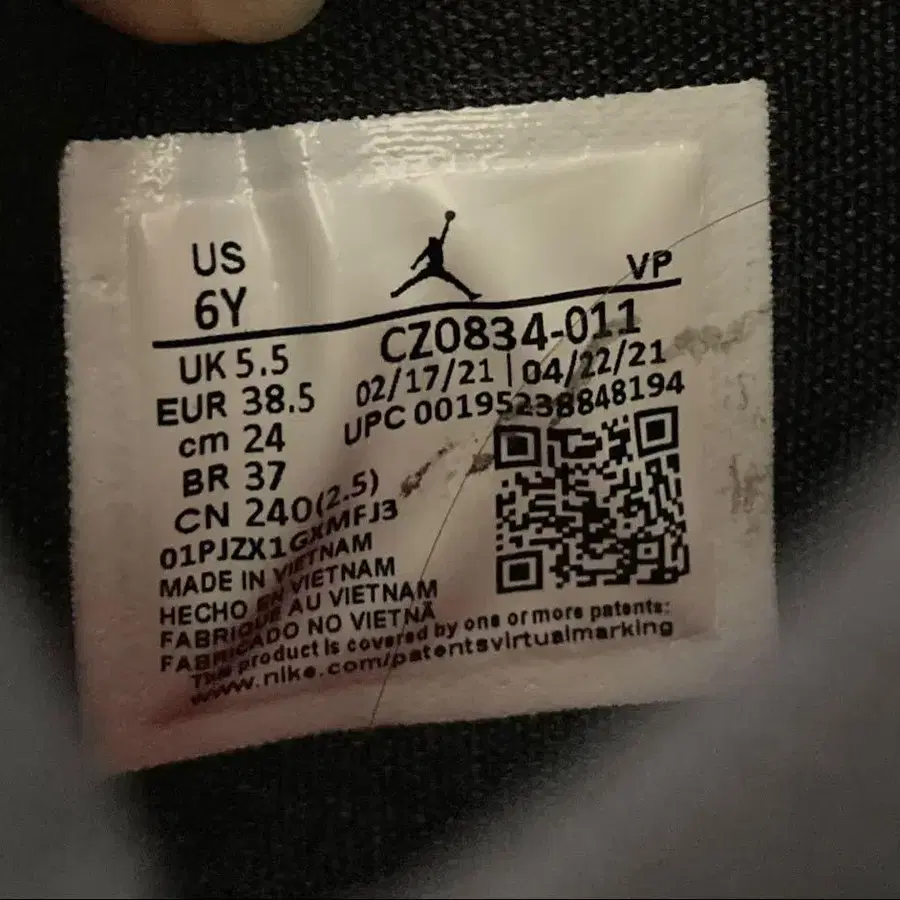 US
6Y
VP
UK 5.5
EUR 38.5
cm 24
BR 37
CN 240(2.5)
CZ0834-011
02/17/21 | 04/22/21
UPC 00195238848194
01PJZX1GXMFJ3
MADE IN VIETNAM
HECHO EN VIETNAM
FABRIQUÉ AU VIETNAM
FABRICADO NO VIETNÃ
This product is covered by one or more patents:
www.nike.com/patentsvirtualmarking